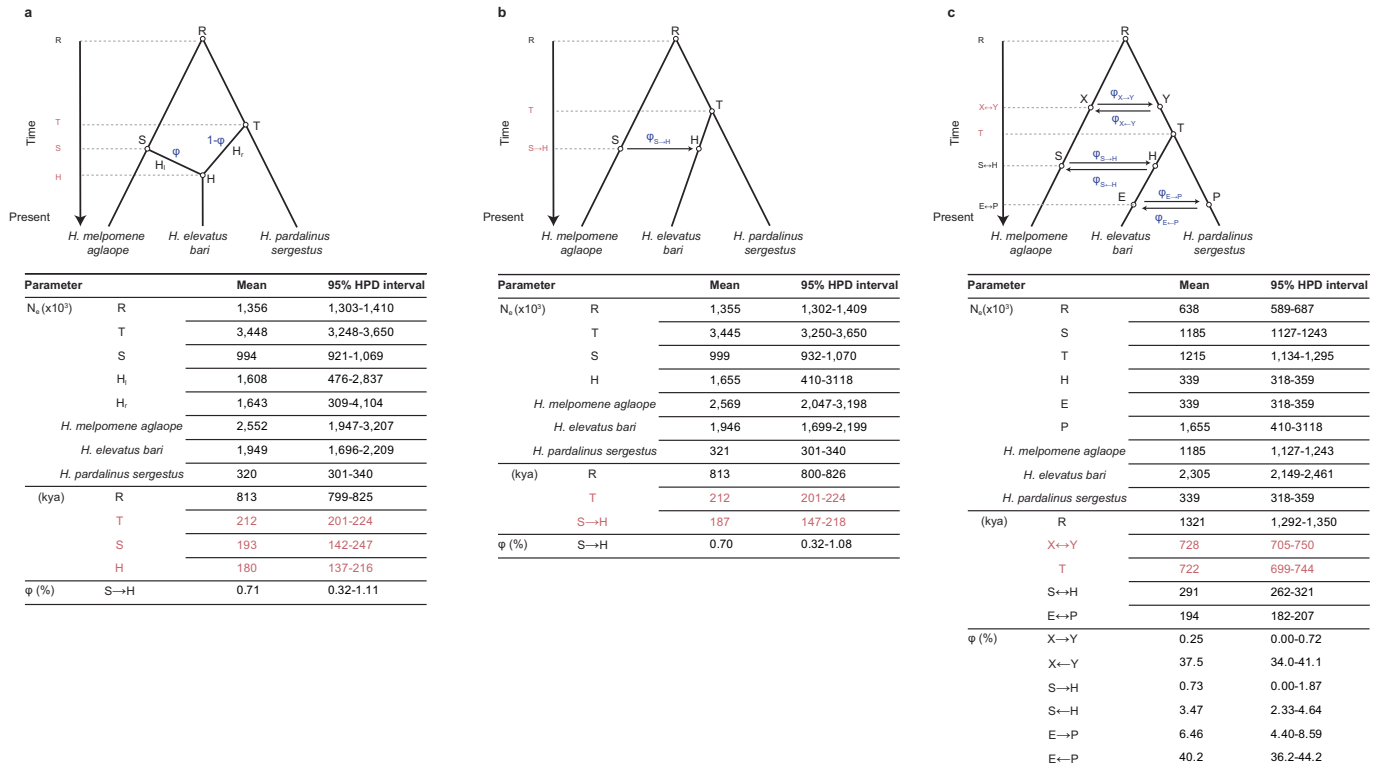 a
R
R
T
T
S
S
φ
1-φ
Hₗ
Hᵣ
H
H
Time
Present
H. melpomene aglaope
H. elevatus bari
H. pardalinus sergestus
Parameter Mean 95% HPD interval
Nₑ (x10³) R 1,356 1,303-1,410
T 3,448 3,248-3,650
S 994 921-1,069
Hₗ 1,608 476-2,837
Hᵣ 1,643 309-4,104
H. melpomene aglaope 2,552 1,947-3,207
H. elevatus bari 1,949 1,696-2,209
H. pardalinus sergestus 320 301-340
(kya) R 813 799-825
T 212 201-224
S 193 142-247
H 180 137-216
φ (%) S→H 0.71 0.32-1.11
b
R
R
T
T
S→H
S
φS→H
H
Time
Present
H. melpomene aglaope
H. elevatus bari
H. pardalinus sergestus
Parameter Mean 95% HPD interval
Nₑ (x10³) R 1,355 1,302-1,409
T 3,445 3,250-3,650
S 999 932-1,070
H 1,655 410-3118
H. melpomene aglaope 2,569 2,047-3,198
H. elevatus bari 1,946 1,699-2,199
H. pardalinus sergestus 321 301-340
(kya) R 813 800-826
T 212 201-224
S→H 187 147-218
φ (%) S→H 0.70 0.32-1.08
c
R
R
X↔Y
X
φX→Y
Y
φX←Y
T
T
S↔H
S
φS→H
H
φS←H
E↔P
E
φE→P
P
φE←P
Time
Present
H. melpomene aglaope
H. elevatus bari
H. pardalinus sergestus
Parameter Mean 95% HPD interval
Nₑ(x10³) R 638 589-687
S 1185 1127-1243
T 1215 1,134-1,295
H 339 318-359
E 339 318-359
P 1,655 410-3118
H. melpomene aglaope 1185 1,127-1,243
H. elevatus bari 2,305 2,149-2,461
H. pardalinus sergestus 339 318-359
(kya) R 1321 1,292-1,350
X↔Y 728 705-750
T 722 699-744
S↔H 291 262-321
E↔P 194 182-207
φ (%) X→Y 0.25 0.00-0.72
X←Y 37.5 34.0-41.1
S→H 0.73 0.00-1.87
S←H 3.47 2.33-4.64
E→P 6.46 4.40-8.59
E←P 40.2 36.2-44.2